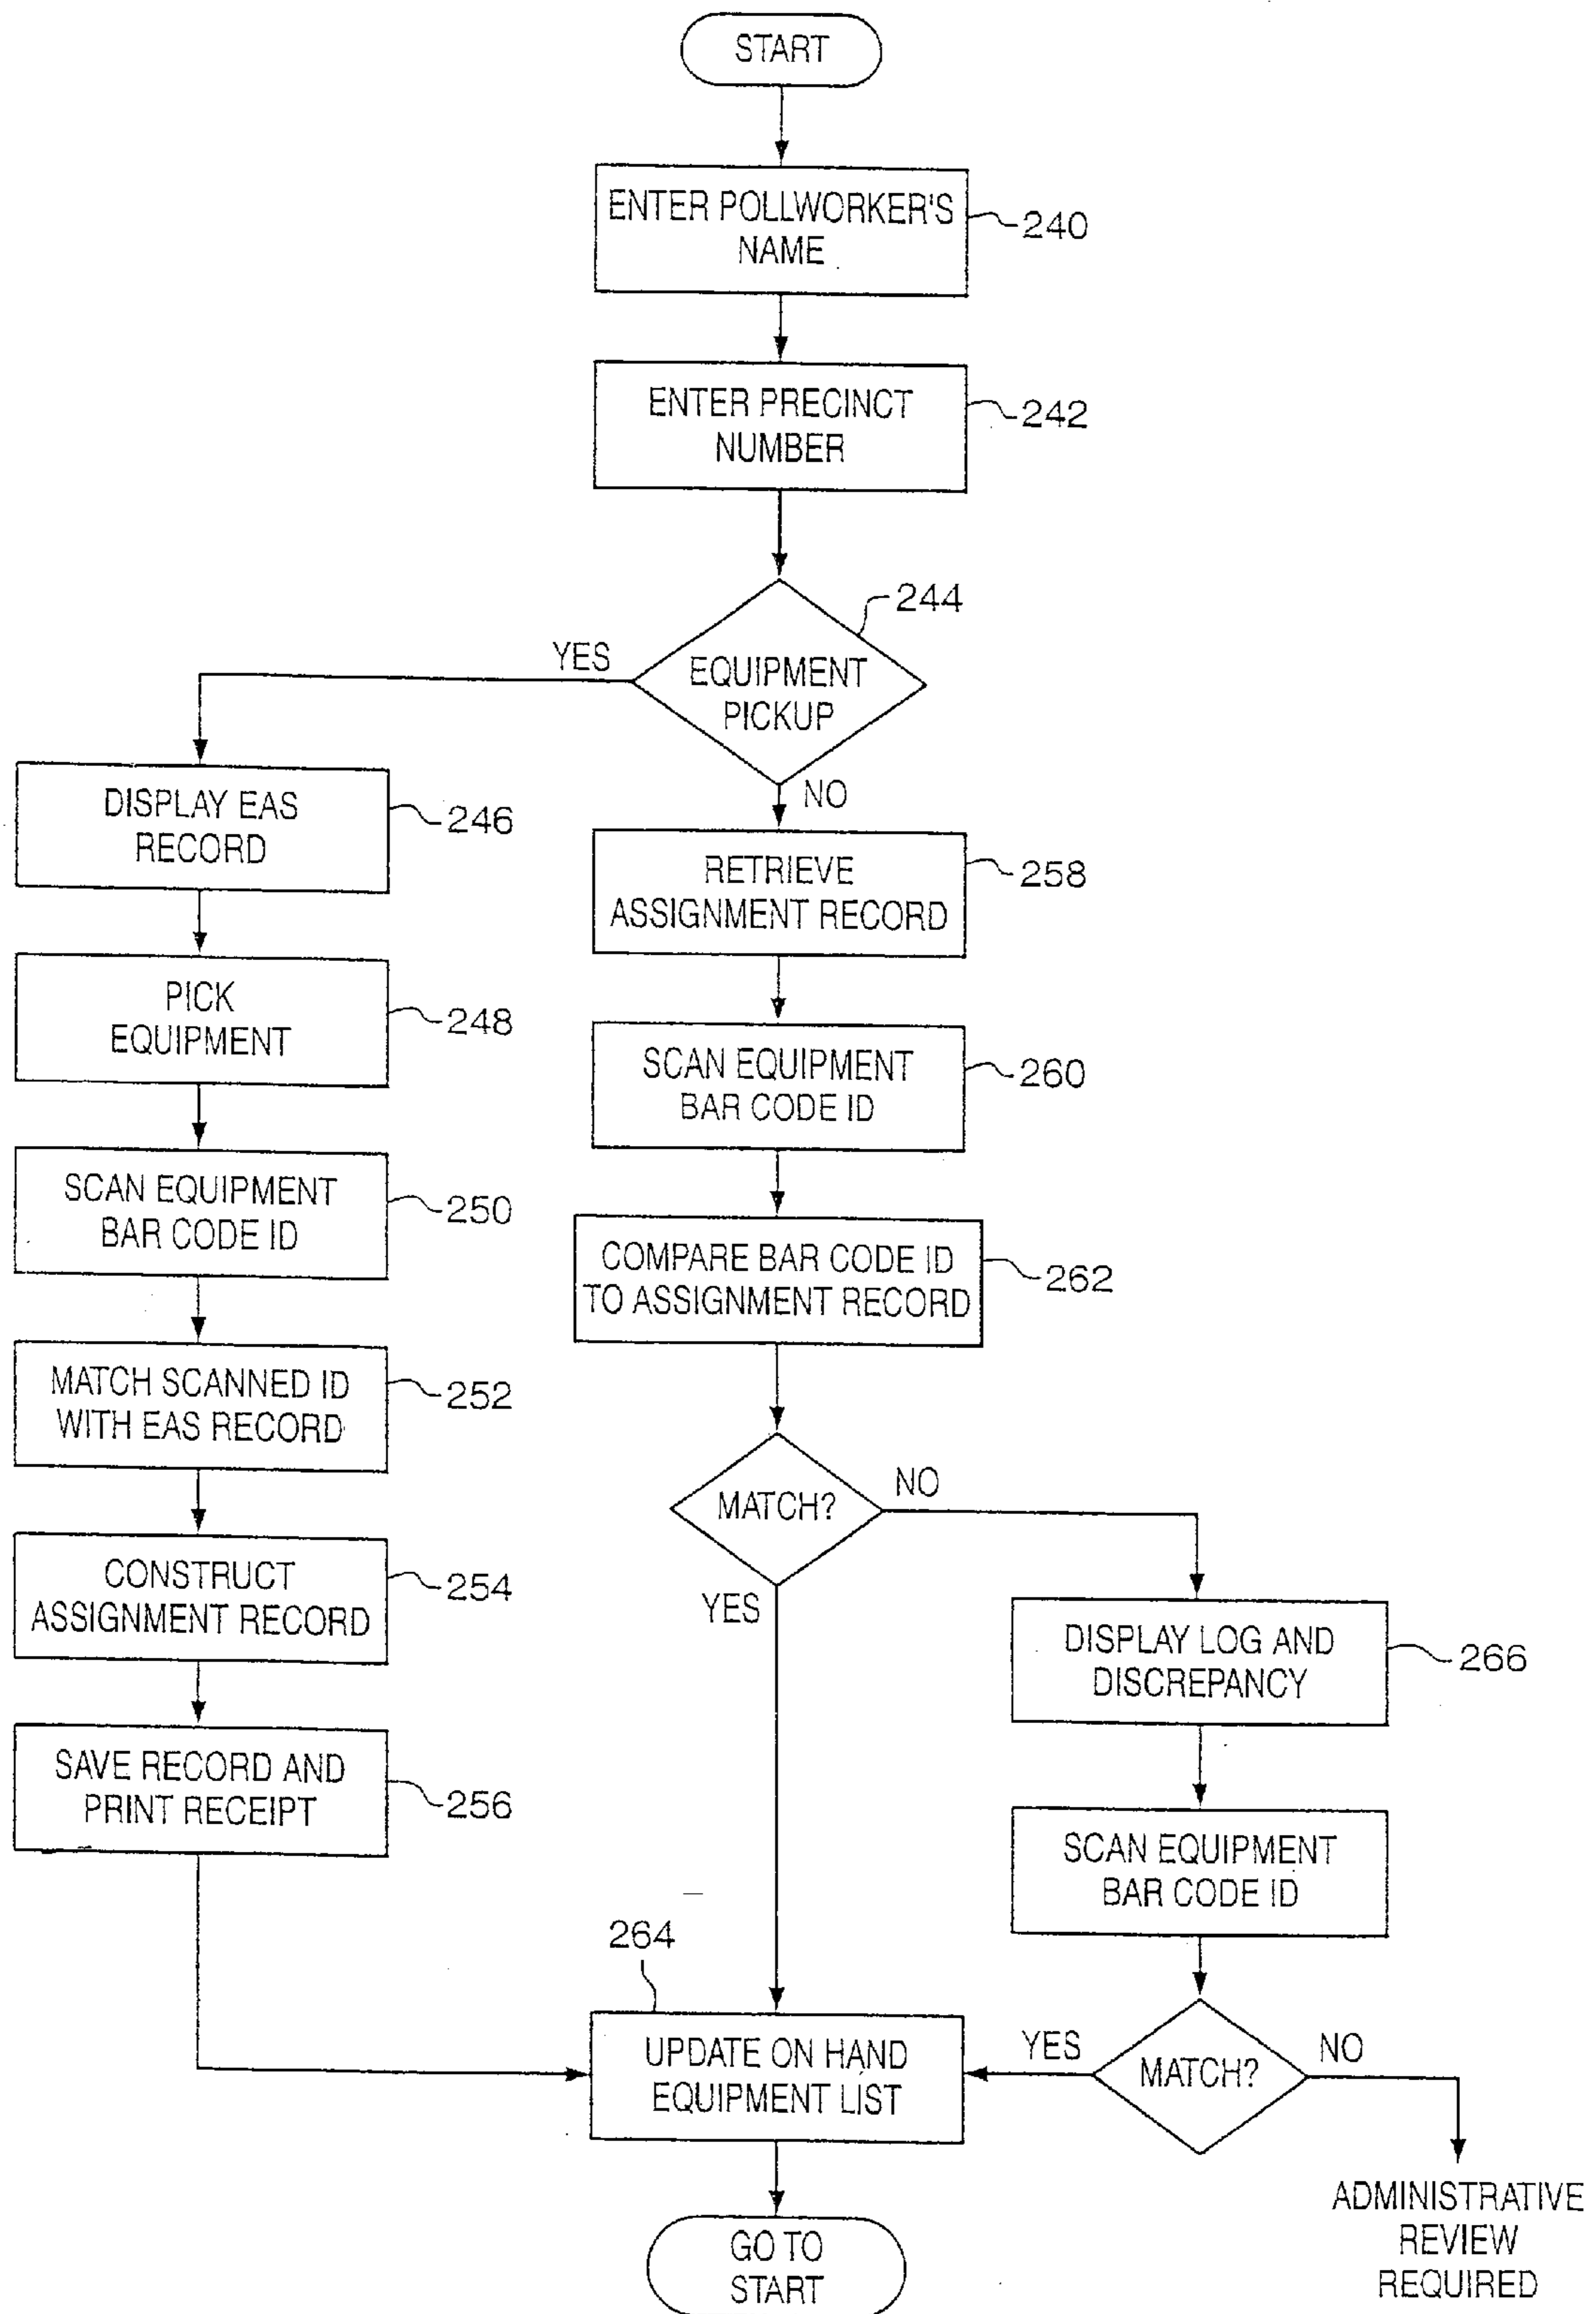 START
ENTER POLLWORKER'S
NAME
240
ENTER PRECINCT
NUMBER
242
244
EQUIPMENT
PICKUP
YES
NO
DISPLAY EAS
RECORD
246
PICK
EQUIPMENT
248
SCAN EQUIPMENT
BAR CODE ID
250
MATCH SCANNED ID
WITH EAS RECORD
252
CONSTRUCT
ASSIGNMENT RECORD
254
SAVE RECORD AND
PRINT RECEIPT
256
RETRIEVE
ASSIGNMENT RECORD
258
SCAN EQUIPMENT
BAR CODE ID
260
COMPARE BAR CODE ID
TO ASSIGNMENT RECORD
262
MATCH?
NO
YES
DISPLAY LOG AND
DISCREPANCY
266
SCAN EQUIPMENT
BAR CODE ID
MATCH?
YES
NO
264
UPDATE ON HAND
EQUIPMENT LIST
ADMINISTRATIVE
REVIEW
REQUIRED
GO TO
START